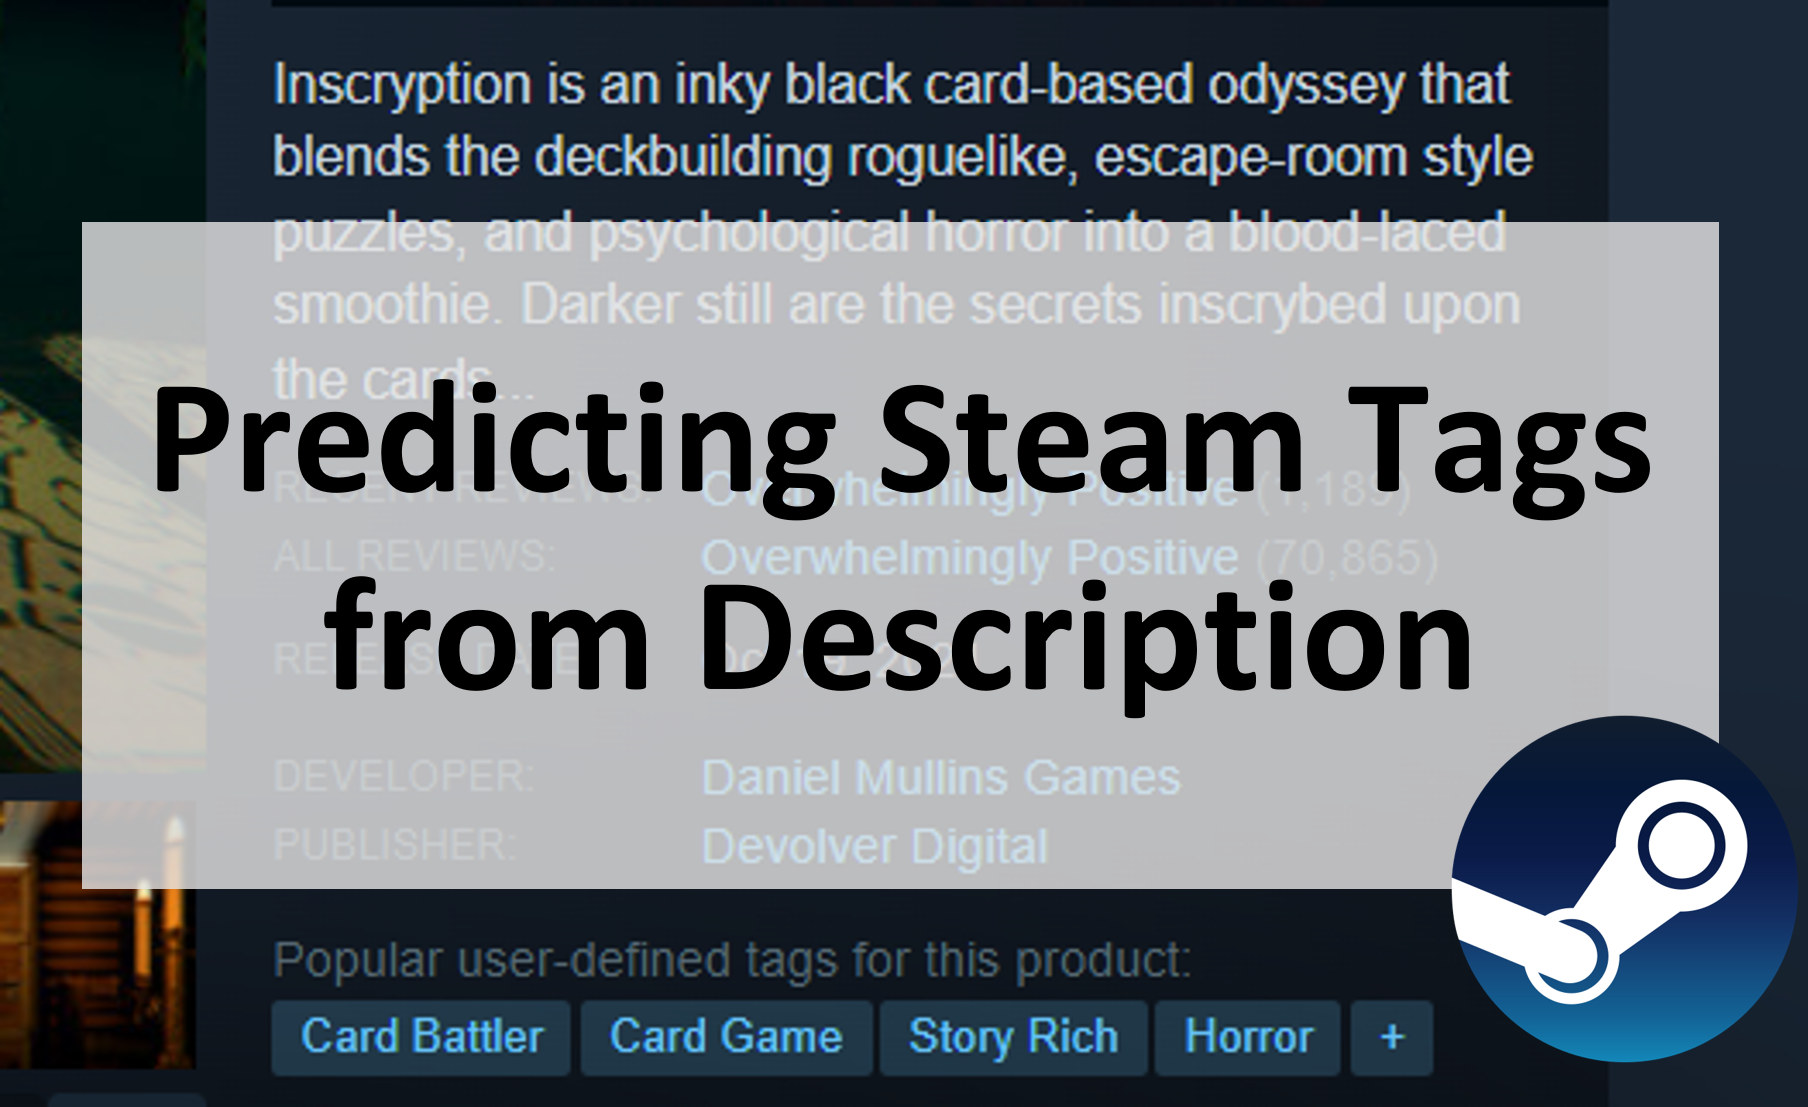 Inscryption is an inky black card-based odyssey that
blends the deckbuilding roguelike, escape-room style
puzzles, and psychological horror into a blood-laced
smoothie. Darker still are the secrets inscrybed upon
the cards...
Predicting Steam Tags
RECENT REVIEWS: Overwhelmingly Positive (1,189)
ALL REVIEWS: Overwhelmingly Positive (70,865)
from Description
RELEASE DATE:
DEVELOPER: Daniel Mullins Games
PUBLISHER: Devolver Digital
Popular user-defined tags for this product:
Card Battler Card Game Story Rich Horror +